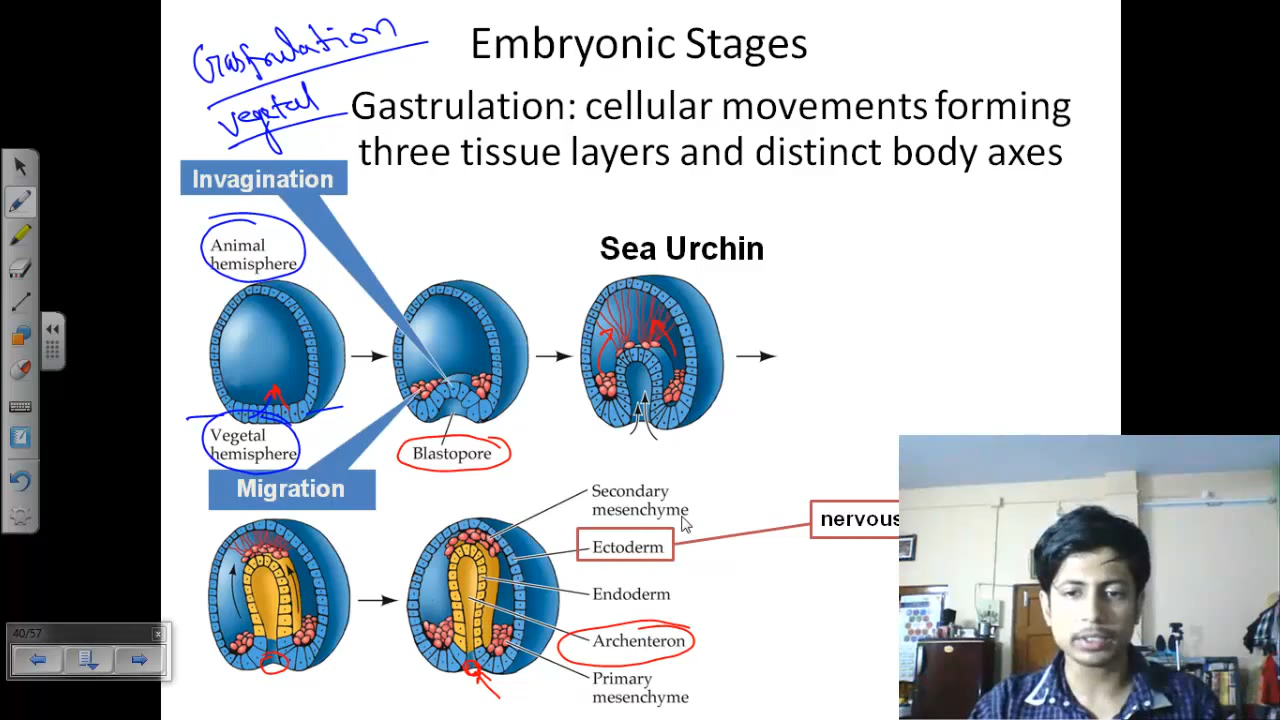 Gastrulation
Embryonic Stages
vegetal
Gastrulation: cellular movements forming
three tissue layers and distinct body axes
Invagination
Animal
hemisphere
Sea Urchin
Vegetal
hemisphere
Blastopore
Migration
Secondary
mesenchyme
nervous
Ectoderm
Endoderm
Archenteron
Primary
mesenchyme
40/57